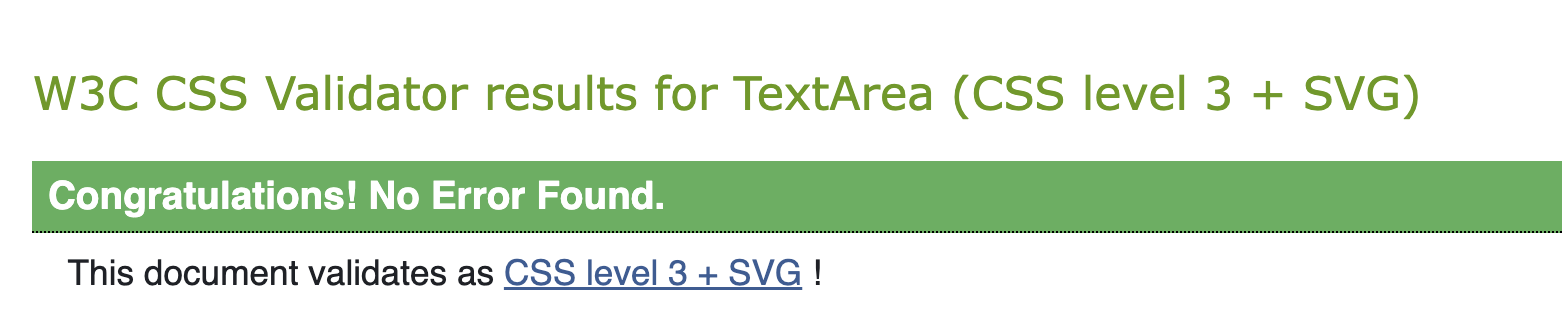 W3C CSS Validator results for TextArea (CSS level 3 + SVG)
Congratulations! No Error Found.
This document validates as CSS level 3 + SVG !